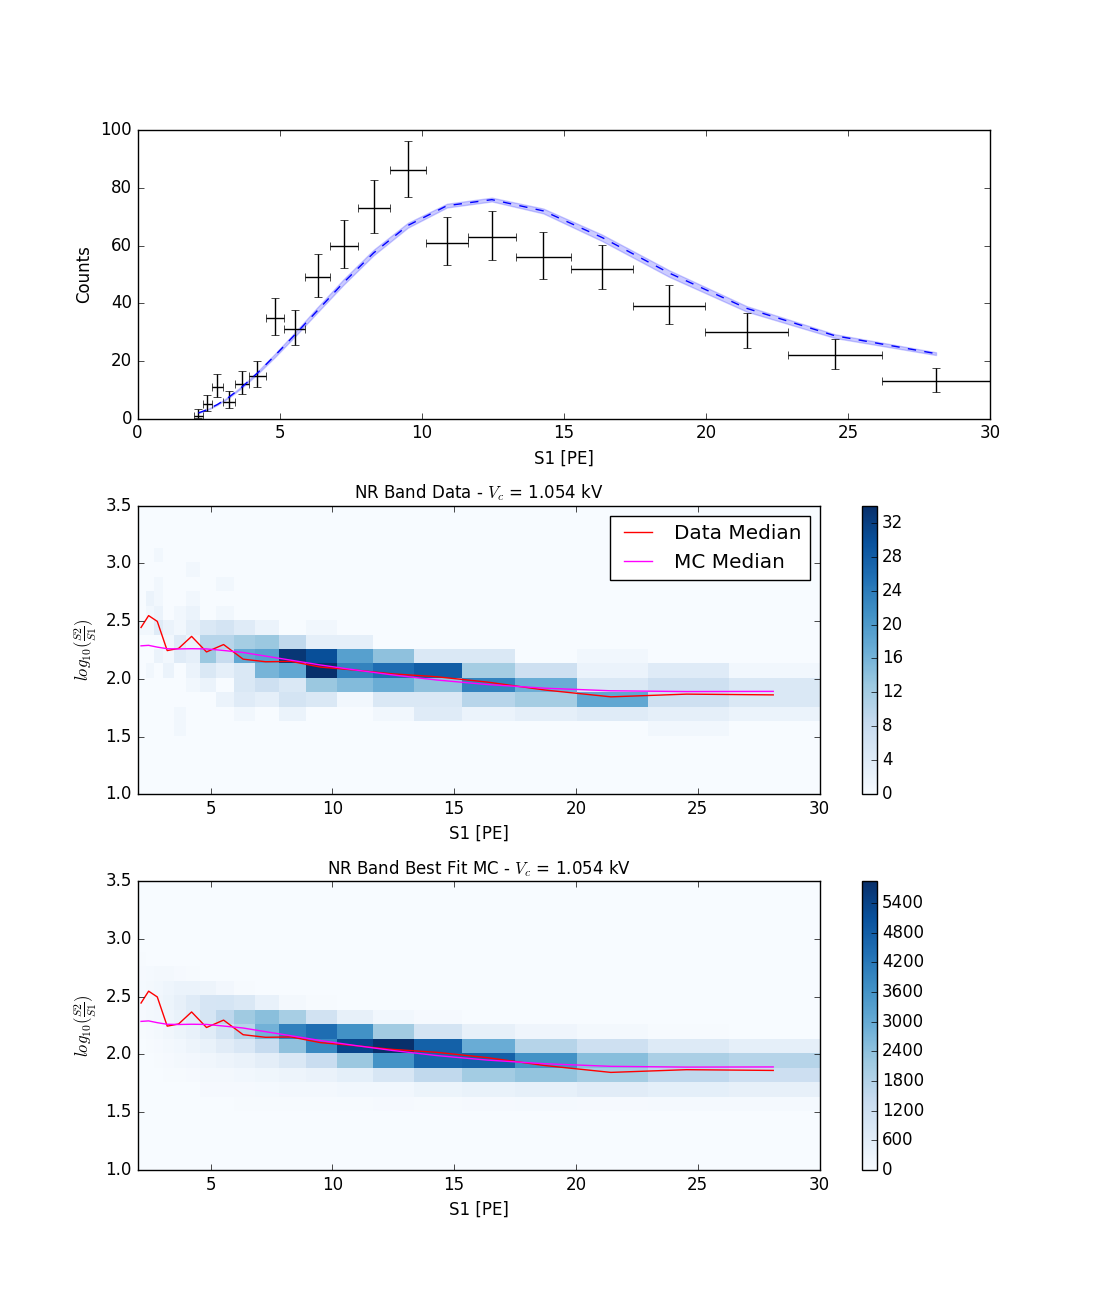 100
80
60
40
20
0
Counts
0 5 10 15 20 25 30
S1 [PE]
NR Band Data - V_c = 1.054 kV
3.5
3.0
2.5
2.0
1.5
1.0
log_{10}(\frac{S2}{S1})
Data Median
MC Median
5 10 15 20 25 30
S1 [PE]
32
28
24
20
16
12
8
4
0
NR Band Best Fit MC - V_c = 1.054 kV
3.5
3.0
2.5
2.0
1.5
1.0
log_{10}(\frac{S2}{S1})
5 10 15 20 25 30
S1 [PE]
5400
4800
4200
3600
3000
2400
1800
1200
600
0